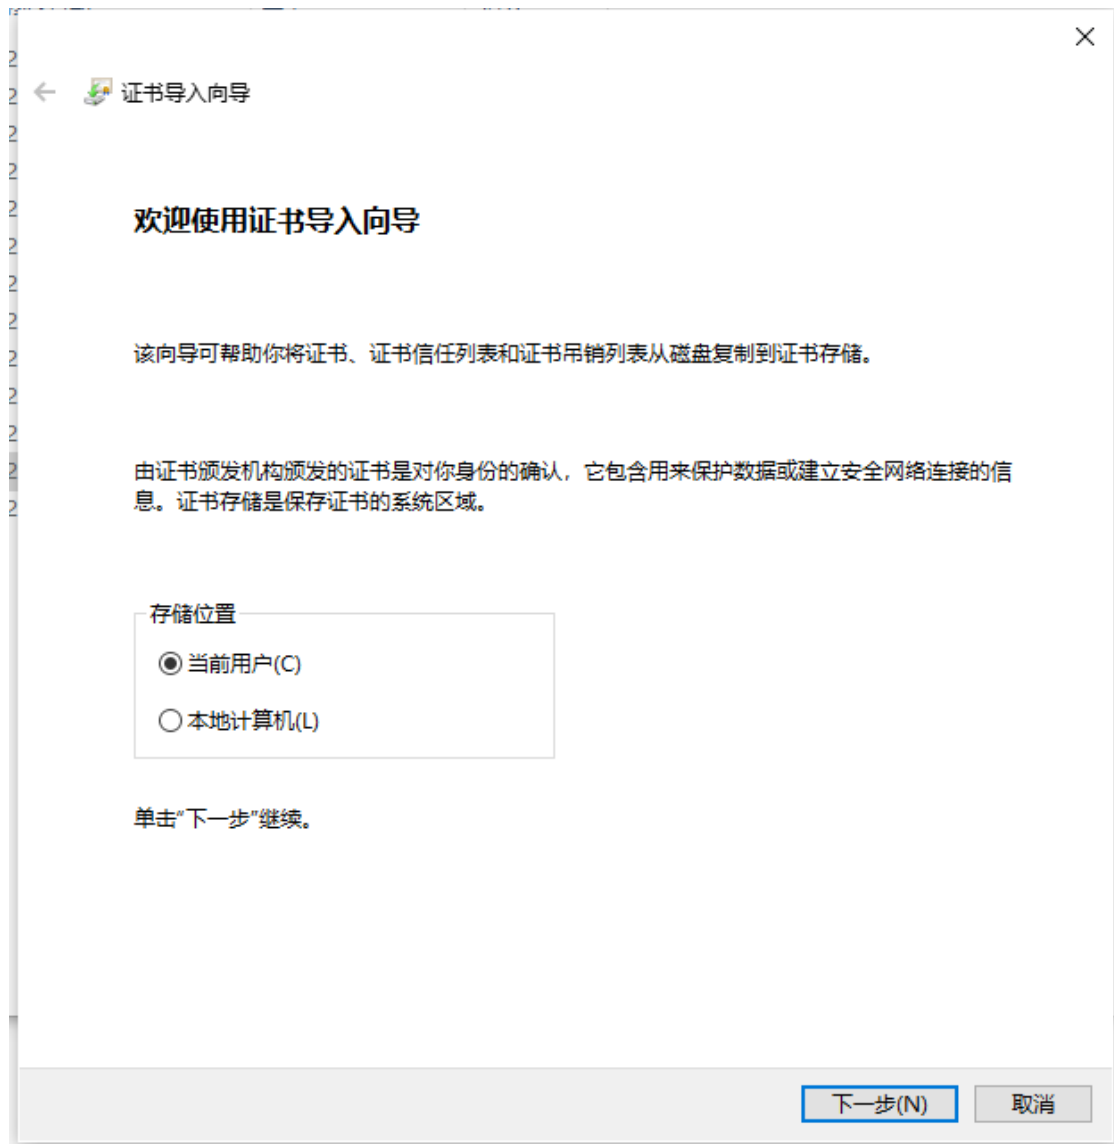 证书导入向导
欢迎使用证书导入向导
该向导可帮助你将证书、证书信任列表和证书吊销列表从磁盘复制到证书存储。
由证书颁发机构颁发的证书是对你身份的确认，它包含用来保护数据或建立安全网络连接的信
息。证书存储是保存证书的系统区域。
存储位置
当前用户(C)
本地计算机(L)
单击“下一步”继续。
下一步(N)
取消